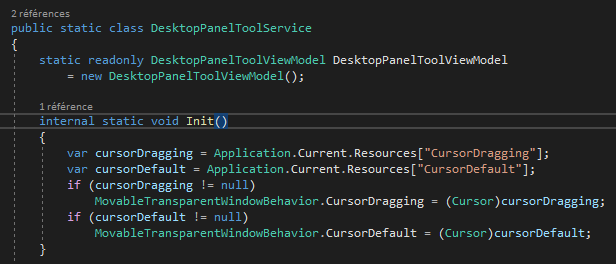 2 références
public static class DesktopPanelToolService
{
static readonly DesktopPanelToolViewModel DesktopPanelToolViewModel
= new DesktopPanelToolViewModel();
1 référence
internal static void Init()
{
var cursorDragging = Application.Current.Resources["CursorDragging"];
var cursorDefault = Application.Current.Resources["CursorDefault"];
if (cursorDragging != null)
MovableTransparentWindowBehavior.CursorDragging = (Cursor)cursorDragging;
if (cursorDefault != null)
MovableTransparentWindowBehavior.CursorDefault = (Cursor)cursorDefault;
}